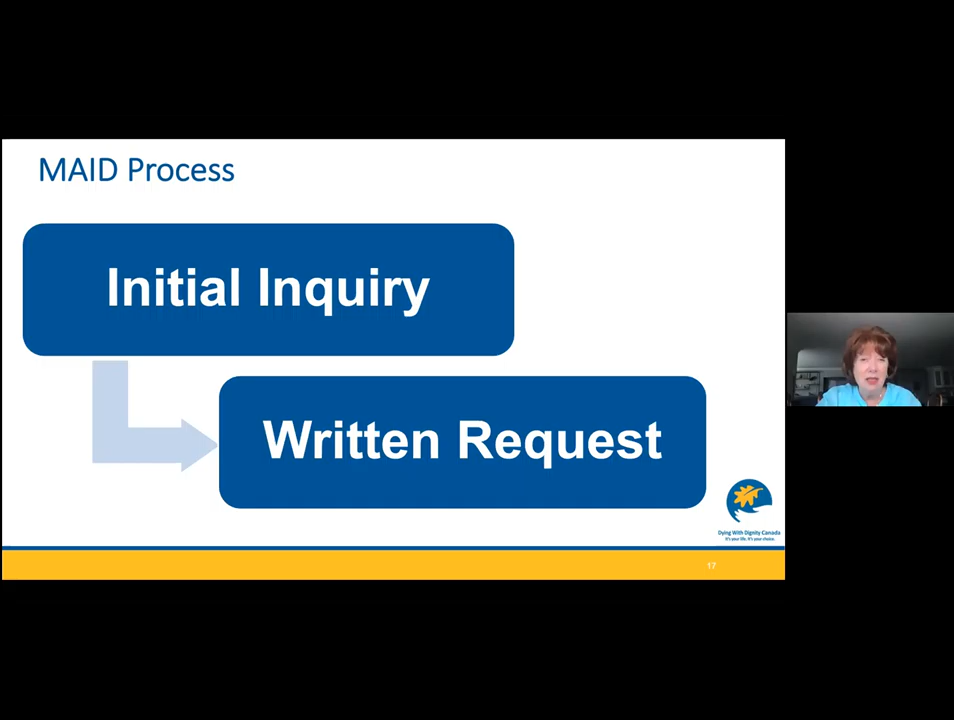 MAID Process
Initial Inquiry
Written Request
Dying With Dignity Canada
It's your life. It's your choice.
17